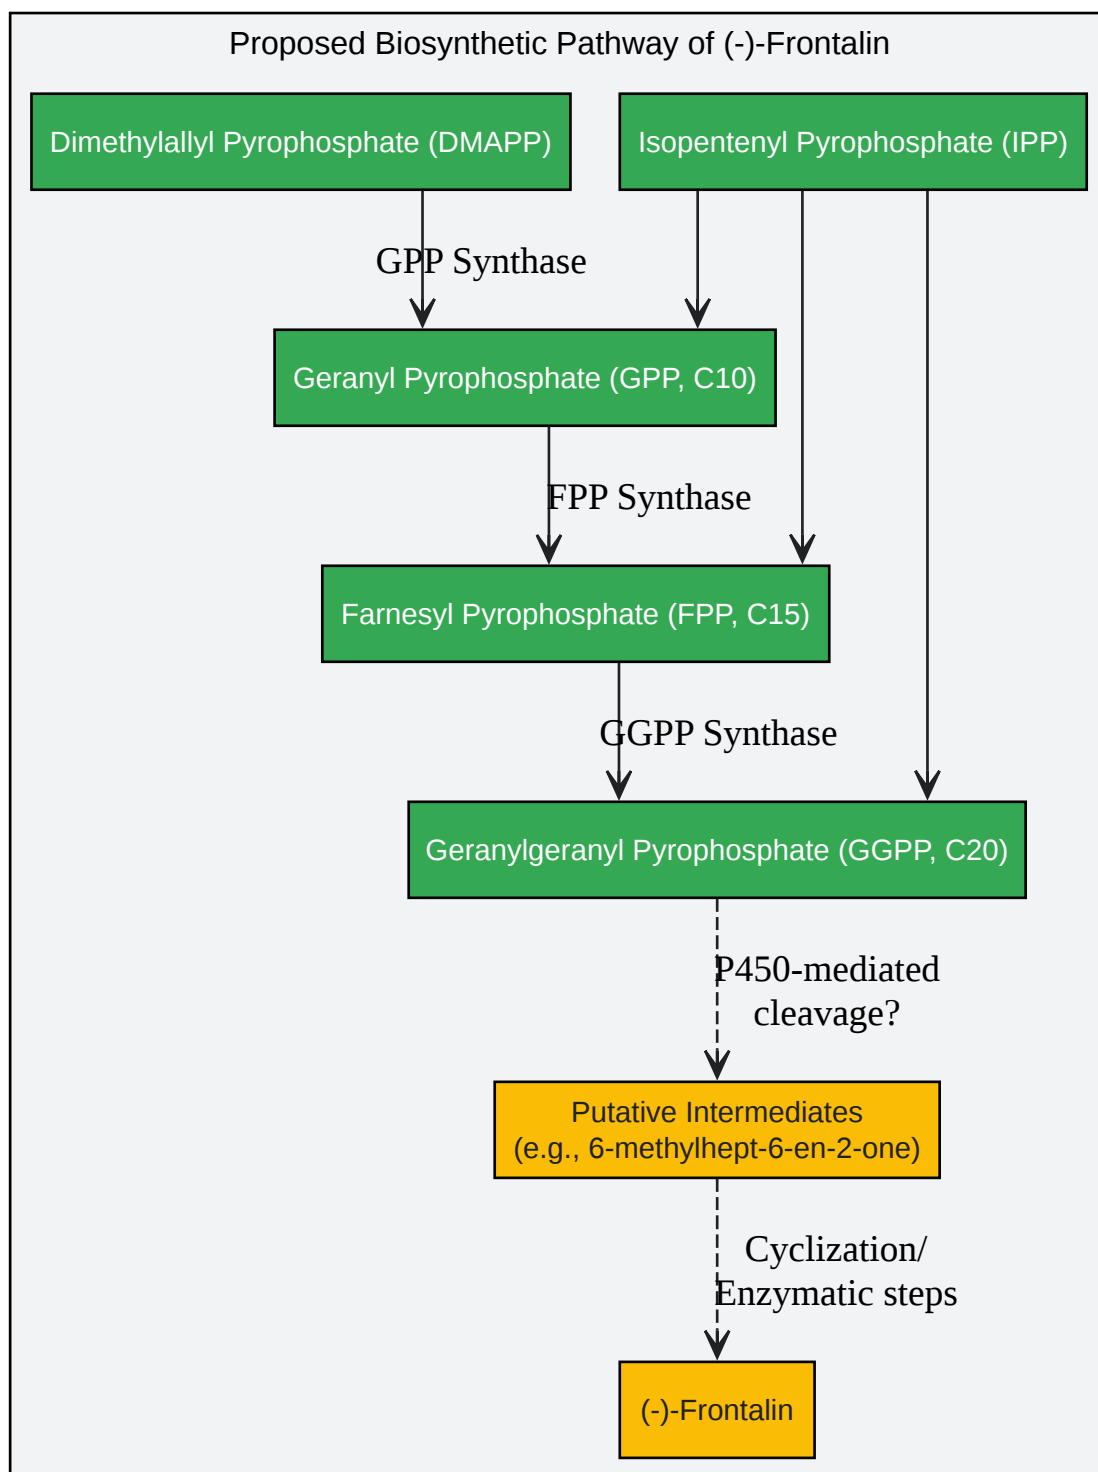 Proposed Biosynthetic Pathway of (-)-Frontalin
Dimethylallyl Pyrophosphate (DMAPP)
Isopentenyl Pyrophosphate (IPP)
GPP Synthase
Geranyl Pyrophosphate (GPP, C10)
FPP Synthase
Farnesyl Pyrophosphate (FPP, C15)
GGPP Synthase
Geranylgeranyl Pyrophosphate (GGPP, C20)
P450-mediated
cleavage?
Putative Intermediates
(e.g., 6-methylhept-6-en-2-one)
Cyclization/
Enzymatic steps
(-)-Frontalin